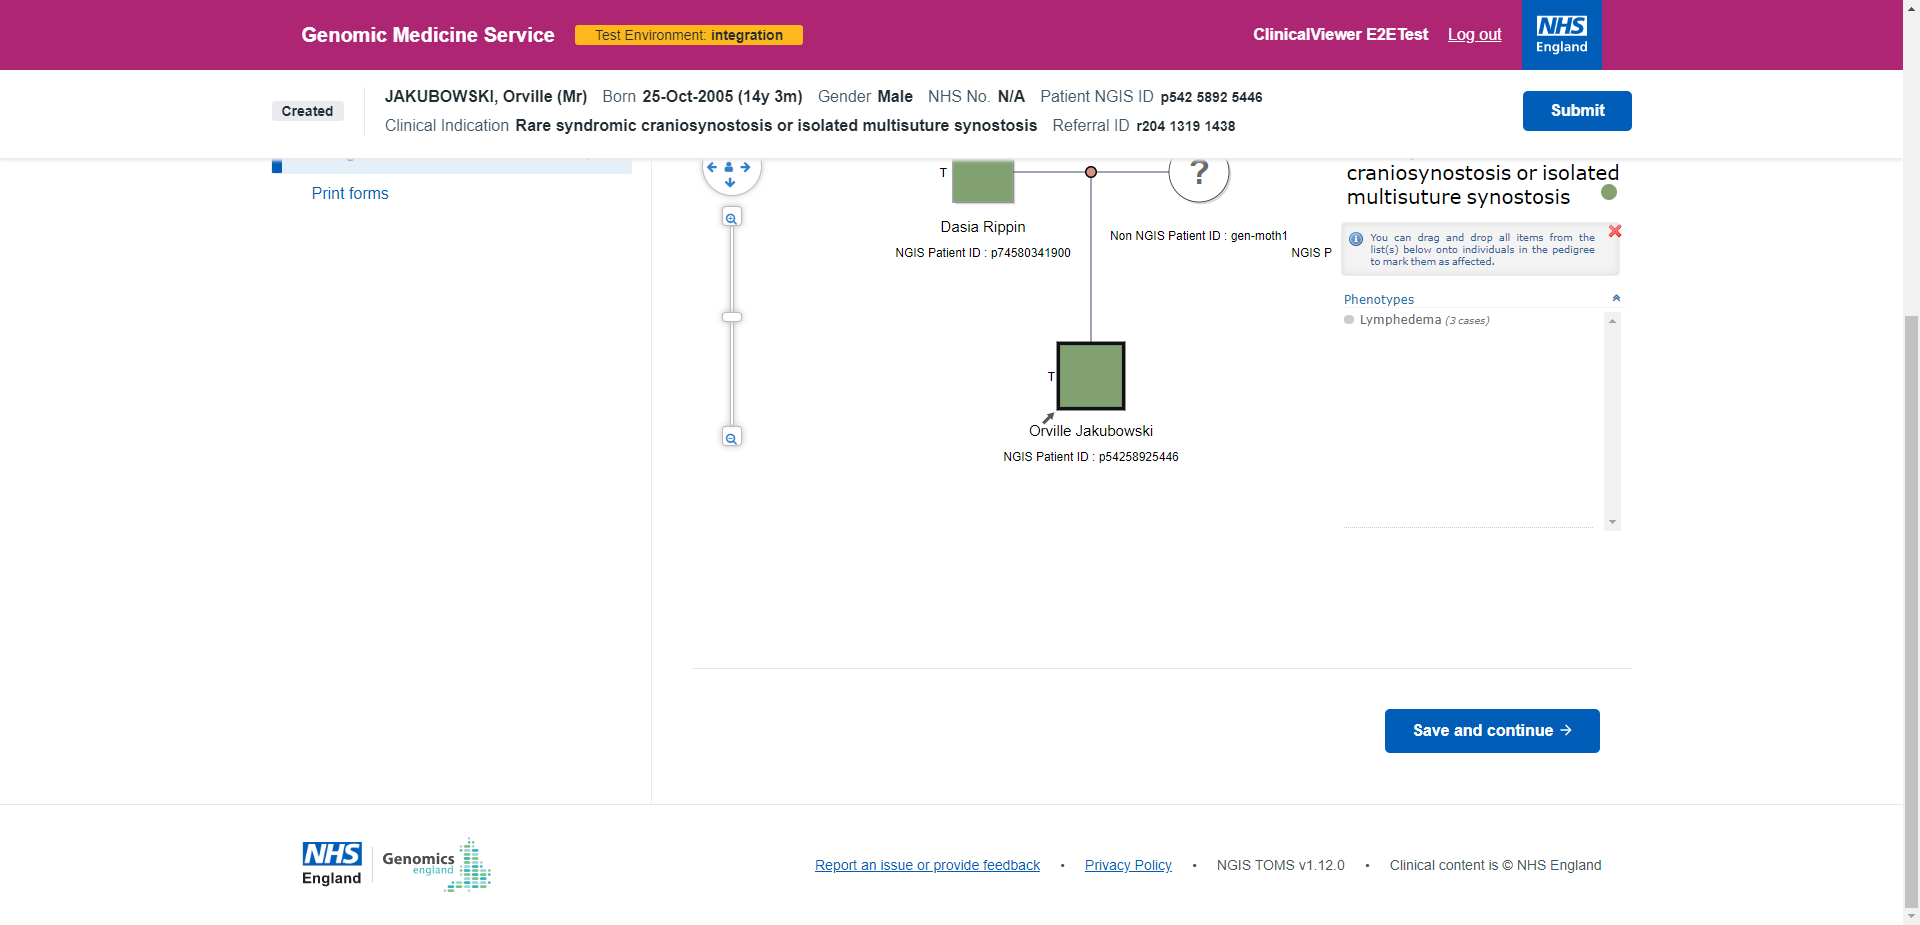 Genomic Medicine Service
Test Environment: integration
ClinicalViewer E2ETest
Log out
NHS
England
Created
JAKUBOWSKI, Orville (Mr) Born 25-Oct-2005 (14y 3m) Gender Male NHS No. N/A Patient NGIS ID p542 5892 5446
Clinical Indication Rare syndromic craniosynostosis or isolated multisuture synostosis Referral ID r204 1319 1438
Submit
Print forms
T
?
Dasia Rippin
NGIS Patient ID : p74580341900
Non NGIS Patient ID : gen-moth1
NGIS P
T
Orville Jakubowski
NGIS Patient ID : p54258925446
craniosynostosis or isolated
multisuture synostosis
You can drag and drop all items from the
list(s) below onto individuals in the pedigree
to mark them as affected.
Phenotypes
Lymphedema (3 cases)
Save and continue →
NHS
England
Genomics
england
Report an issue or provide feedback • Privacy Policy • NGIS TOMS v1.12.0 • Clinical content is © NHS England